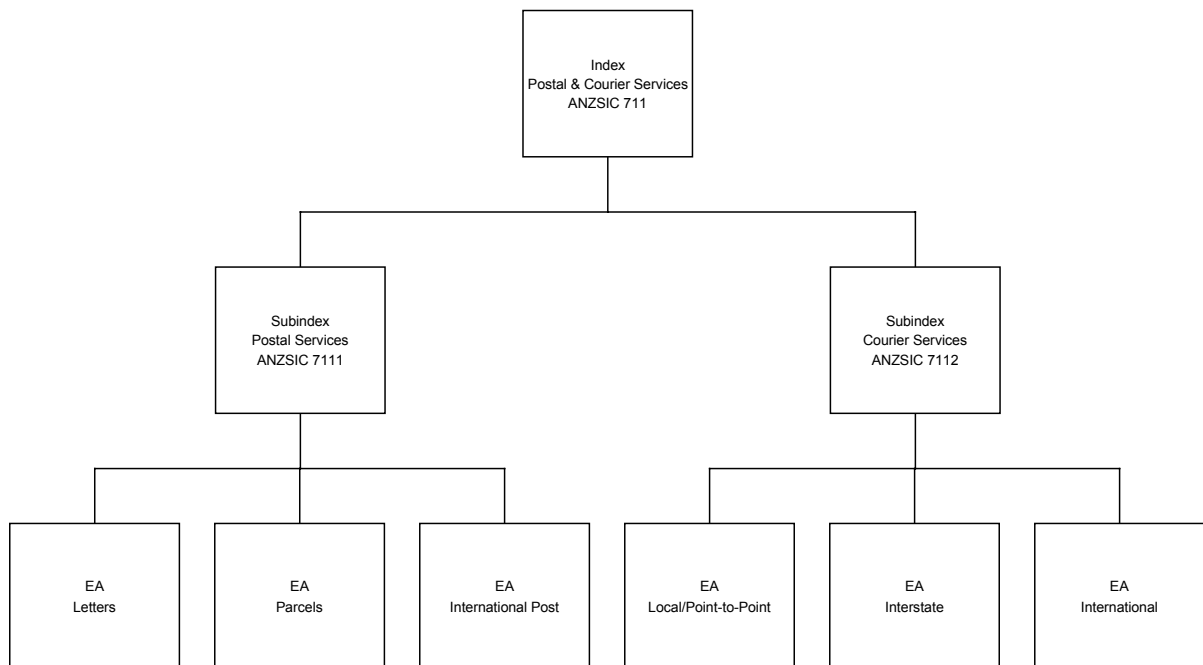 Index
Postal & Courier Services
ANZSIC 711
Subindex
Postal Services
ANZSIC 7111
Subindex
Courier Services
ANZSIC 7112
EA
Letters
EA
Parcels
EA
International Post
EA
Local/Point-to-Point
EA
Interstate
EA
International